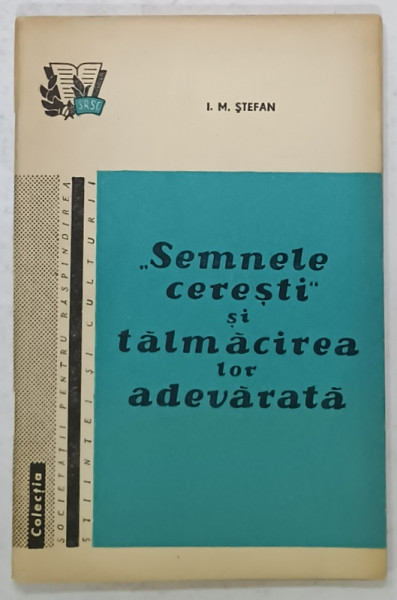 SRSC
I. M. ŞTEFAN
„Semnele
cereşti"
şi
tălmăcirea
lor
adevărată
Colecţia
SOCIETĂŢII PENTRU RĂSPÎNDIREA
ŞTIINŢEI ŞI CULTURII